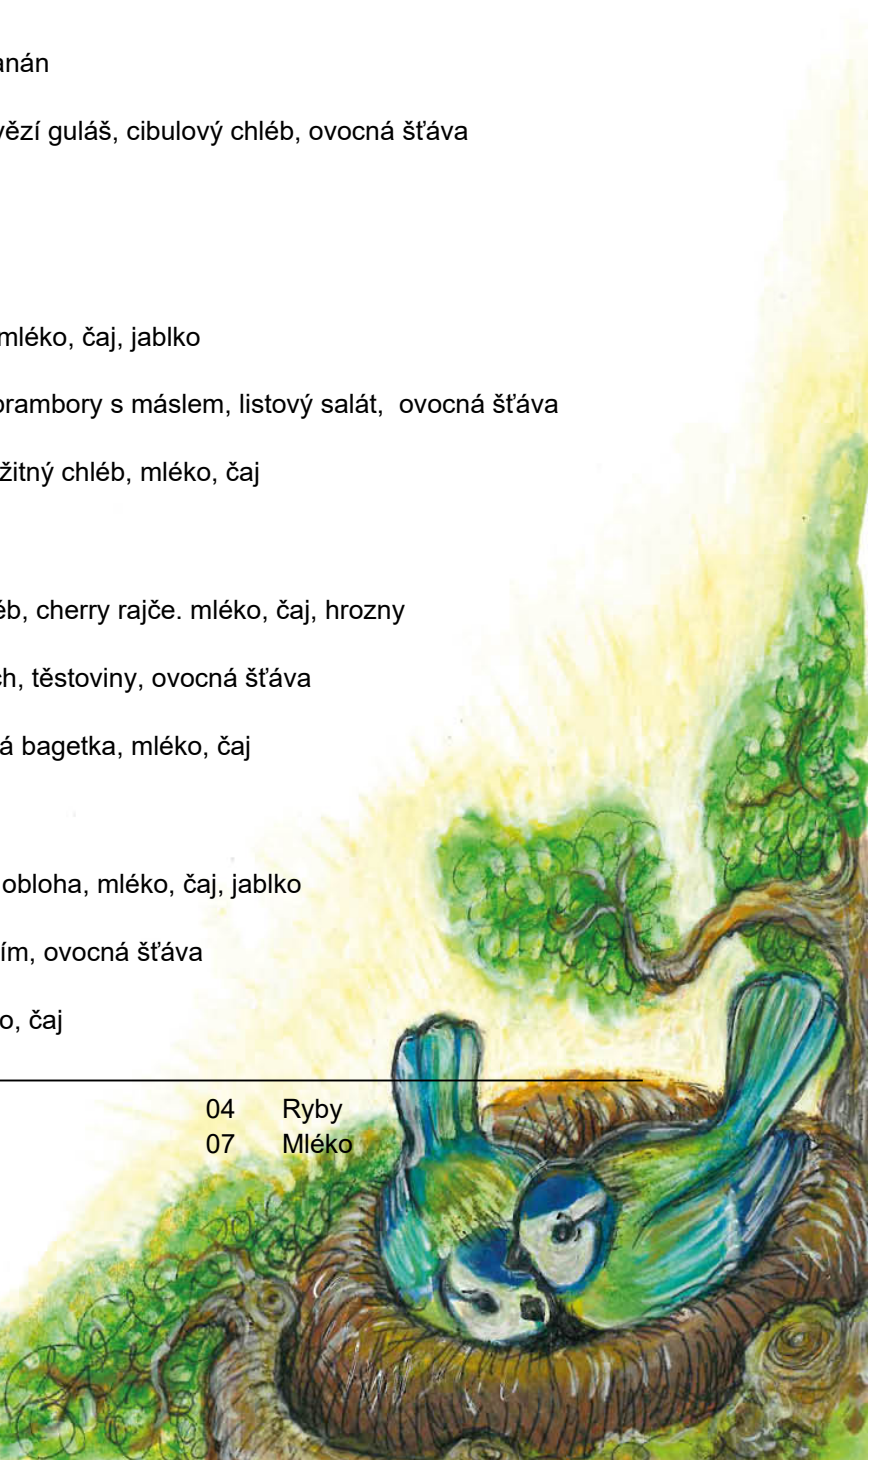 anán
vězí guláš, cibulový chléb, ovocná šťáva
mléko, čaj, jablko
brambory s máslem, listový salát, ovocná šťáva
žitný chléb, mléko, čaj
éb, cherry rajče. mléko, čaj, hrozny
ch, těstoviny, ovocná šťáva
á bagetka, mléko, čaj
obloha, mléko, čaj, jablko
ím, ovocná šťáva
o, čaj
04 Ryby
07 Mléko